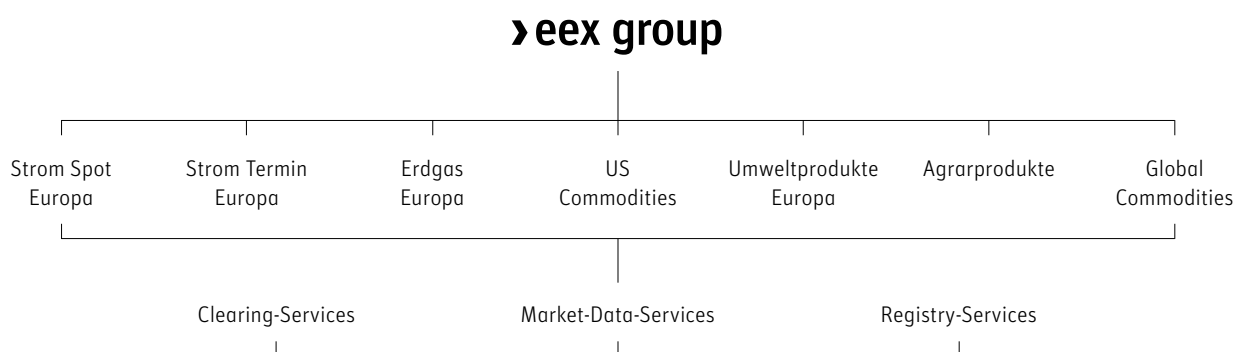 eex group
Strom Spot Europa
Strom Termin Europa
Erdgas Europa
US Commodities
Umweltprodukte Europa
Agrarprodukte
Global Commodities
Clearing-Services
Market-Data-Services
Registry-Services